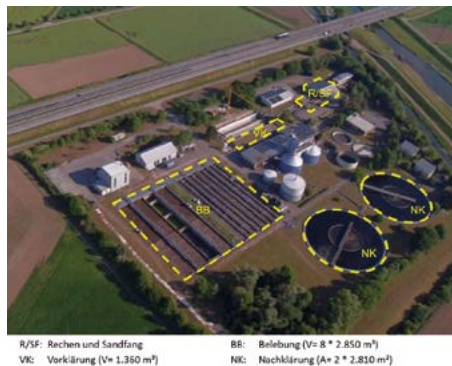 R/SF
VK
BB
NK
NK
R/SF: Rechen und Sandfang
BB: Belebung (V= 8 * 2.850 m³)
VK: Vorklärung (V= 1.360 m³)
NK: Nachklärung (A= 2 * 2.810 m²)